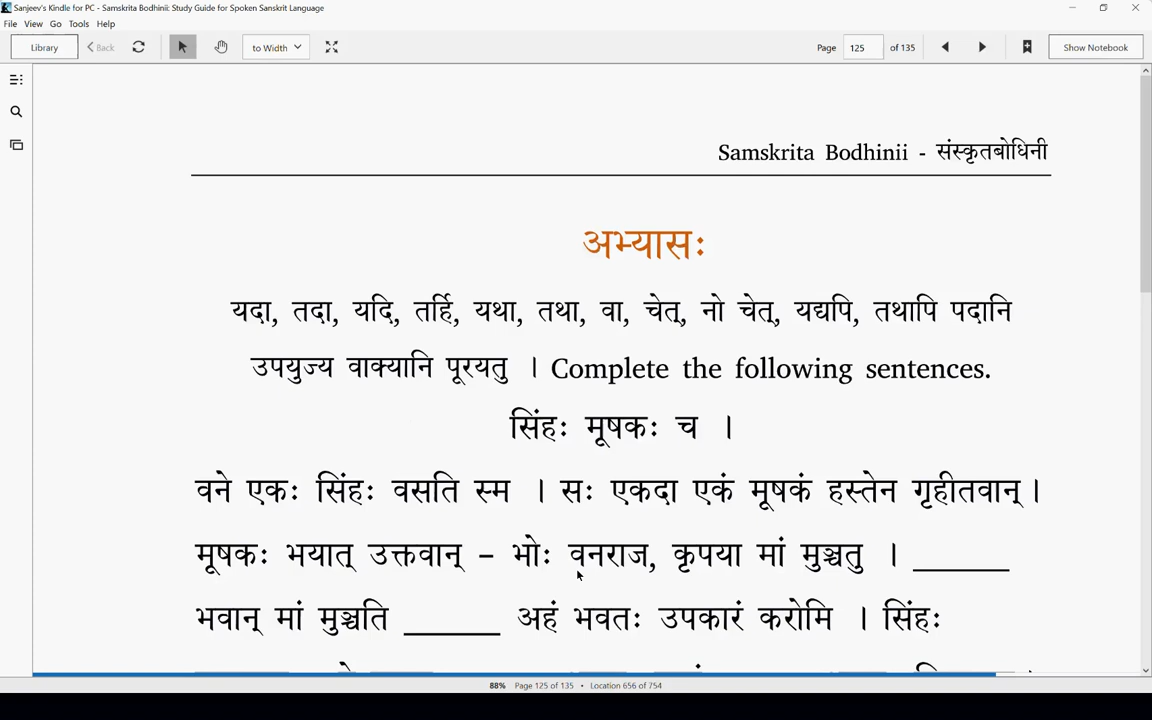 Sanjeev's Kindle for PC - Samskrita Bodhinii: Study Guide for Spoken Sanskrit Language
File View Go Tools Help
Library Back to Width Page 125 of 135 Show Notebook
Samskrita Bodhinii - संस्कृतबोधिनी
अभ्यासः
यदा, तदा, यदि, तर्हि, यथा, तथा, वा, चेत्, नो चेत्, यद्यपि, तथापि पदानि
उपयुज्य वाक्यानि पूरयतु । Complete the following sentences.
सिंहः मूषकः च ।
वने एकः सिंहः वसति स्म । सः एकदा एकं मूषकं हस्तेन गृहीतवान् ।
मूषकः भयात् उक्तवान् – भोः वनराज, कृपया मां मुञ्चतु । ________
भवान् मां मुञ्चति ________ अहं भवतः उपकारं करोमि । सिंहः
88% Page 125 of 135 • Location 656 of 754